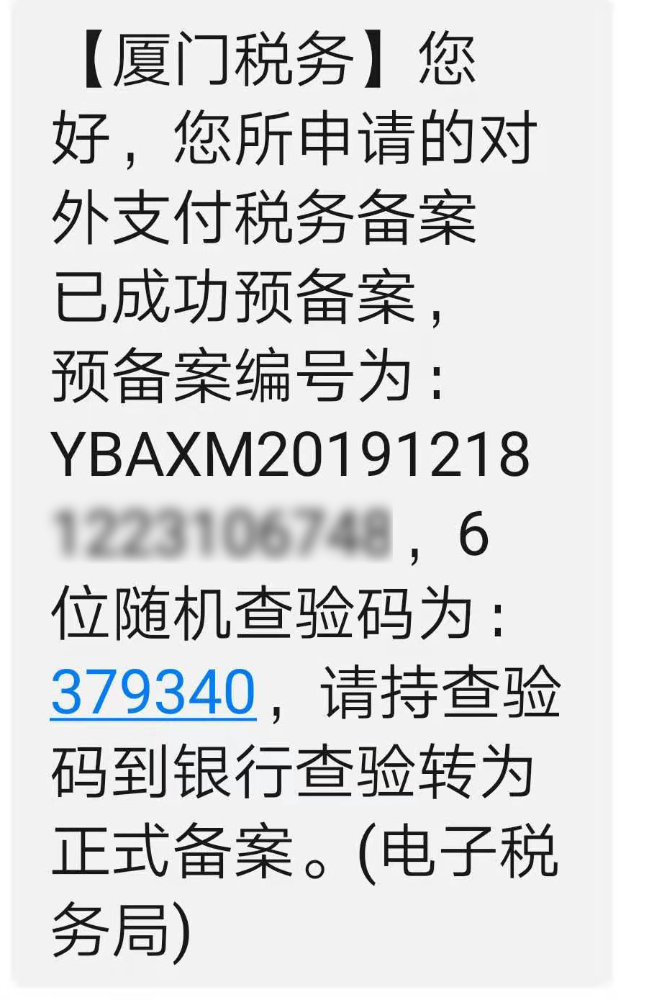 【厦门税务】您
好，您所申请的对
外支付税务备案
已成功预备案，
预备案编号为：
YBAXM20191218
，6
位随机查验码为：
379340，请持查验
码到银行查验转为
正式备案。(电子税
务局)